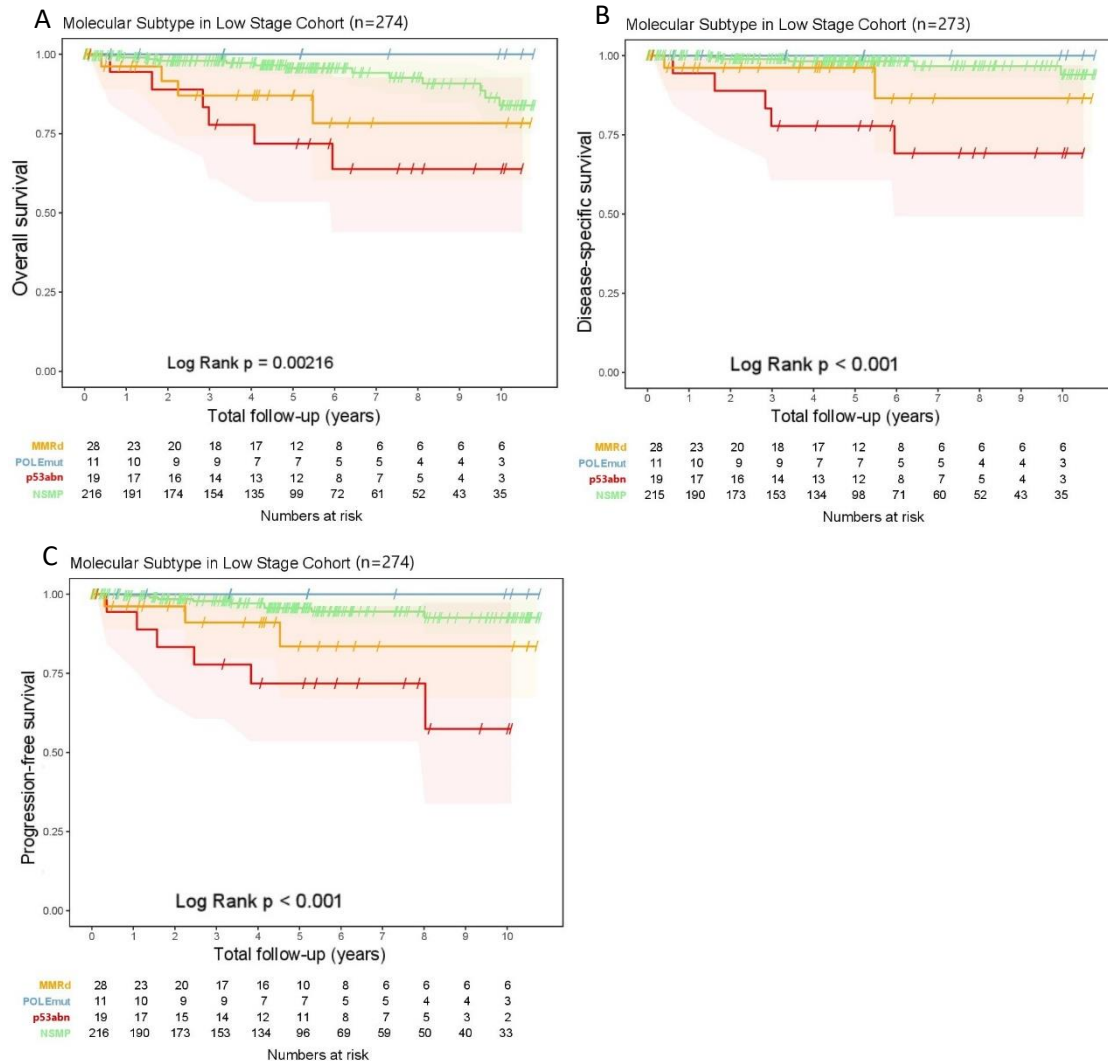 A
Molecular Subtype in Low Stage Cohort (n=274)
1.00
0.75
0.50
0.25
0.00
Overall survival
Log Rank p = 0.00216
0 1 2 3 4 5 6 7 8 9 10
Total follow-up (years)
MMRd 28 23 20 18 17 12 8 6 6 6 6
POLEmut 11 10 9 9 7 7 5 5 4 4 3
p53abn 19 17 16 14 13 12 8 7 5 4 3
NSMP 216 191 174 154 135 99 72 61 52 43 35
Numbers at risk
B
Molecular Subtype in Low Stage Cohort (n=273)
1.00
0.75
0.50
0.25
0.00
Disease-specific survival
Log Rank p < 0.001
0 1 2 3 4 5 6 7 8 9 10
Total follow-up (years)
MMRd 28 23 20 18 17 12 8 6 6 6 6
POLEmut 11 10 9 9 7 7 5 5 4 4 3
p53abn 19 17 16 14 13 12 8 7 5 4 3
NSMP 215 190 173 153 134 98 71 60 52 43 35
Numbers at risk
C
Molecular Subtype in Low Stage Cohort (n=274)
1.00
0.75
0.50
0.25
0.00
Progression-free survival
Log Rank p < 0.001
0 1 2 3 4 5 6 7 8 9 10
Total follow-up (years)
MMRd 28 23 20 17 16 10 8 6 6 6 6
POLEmut 11 10 9 9 7 7 5 5 4 4 3
p53abn 19 17 15 14 12 11 8 7 5 3 2
NSMP 216 190 173 153 134 96 69 59 50 40 33
Numbers at risk